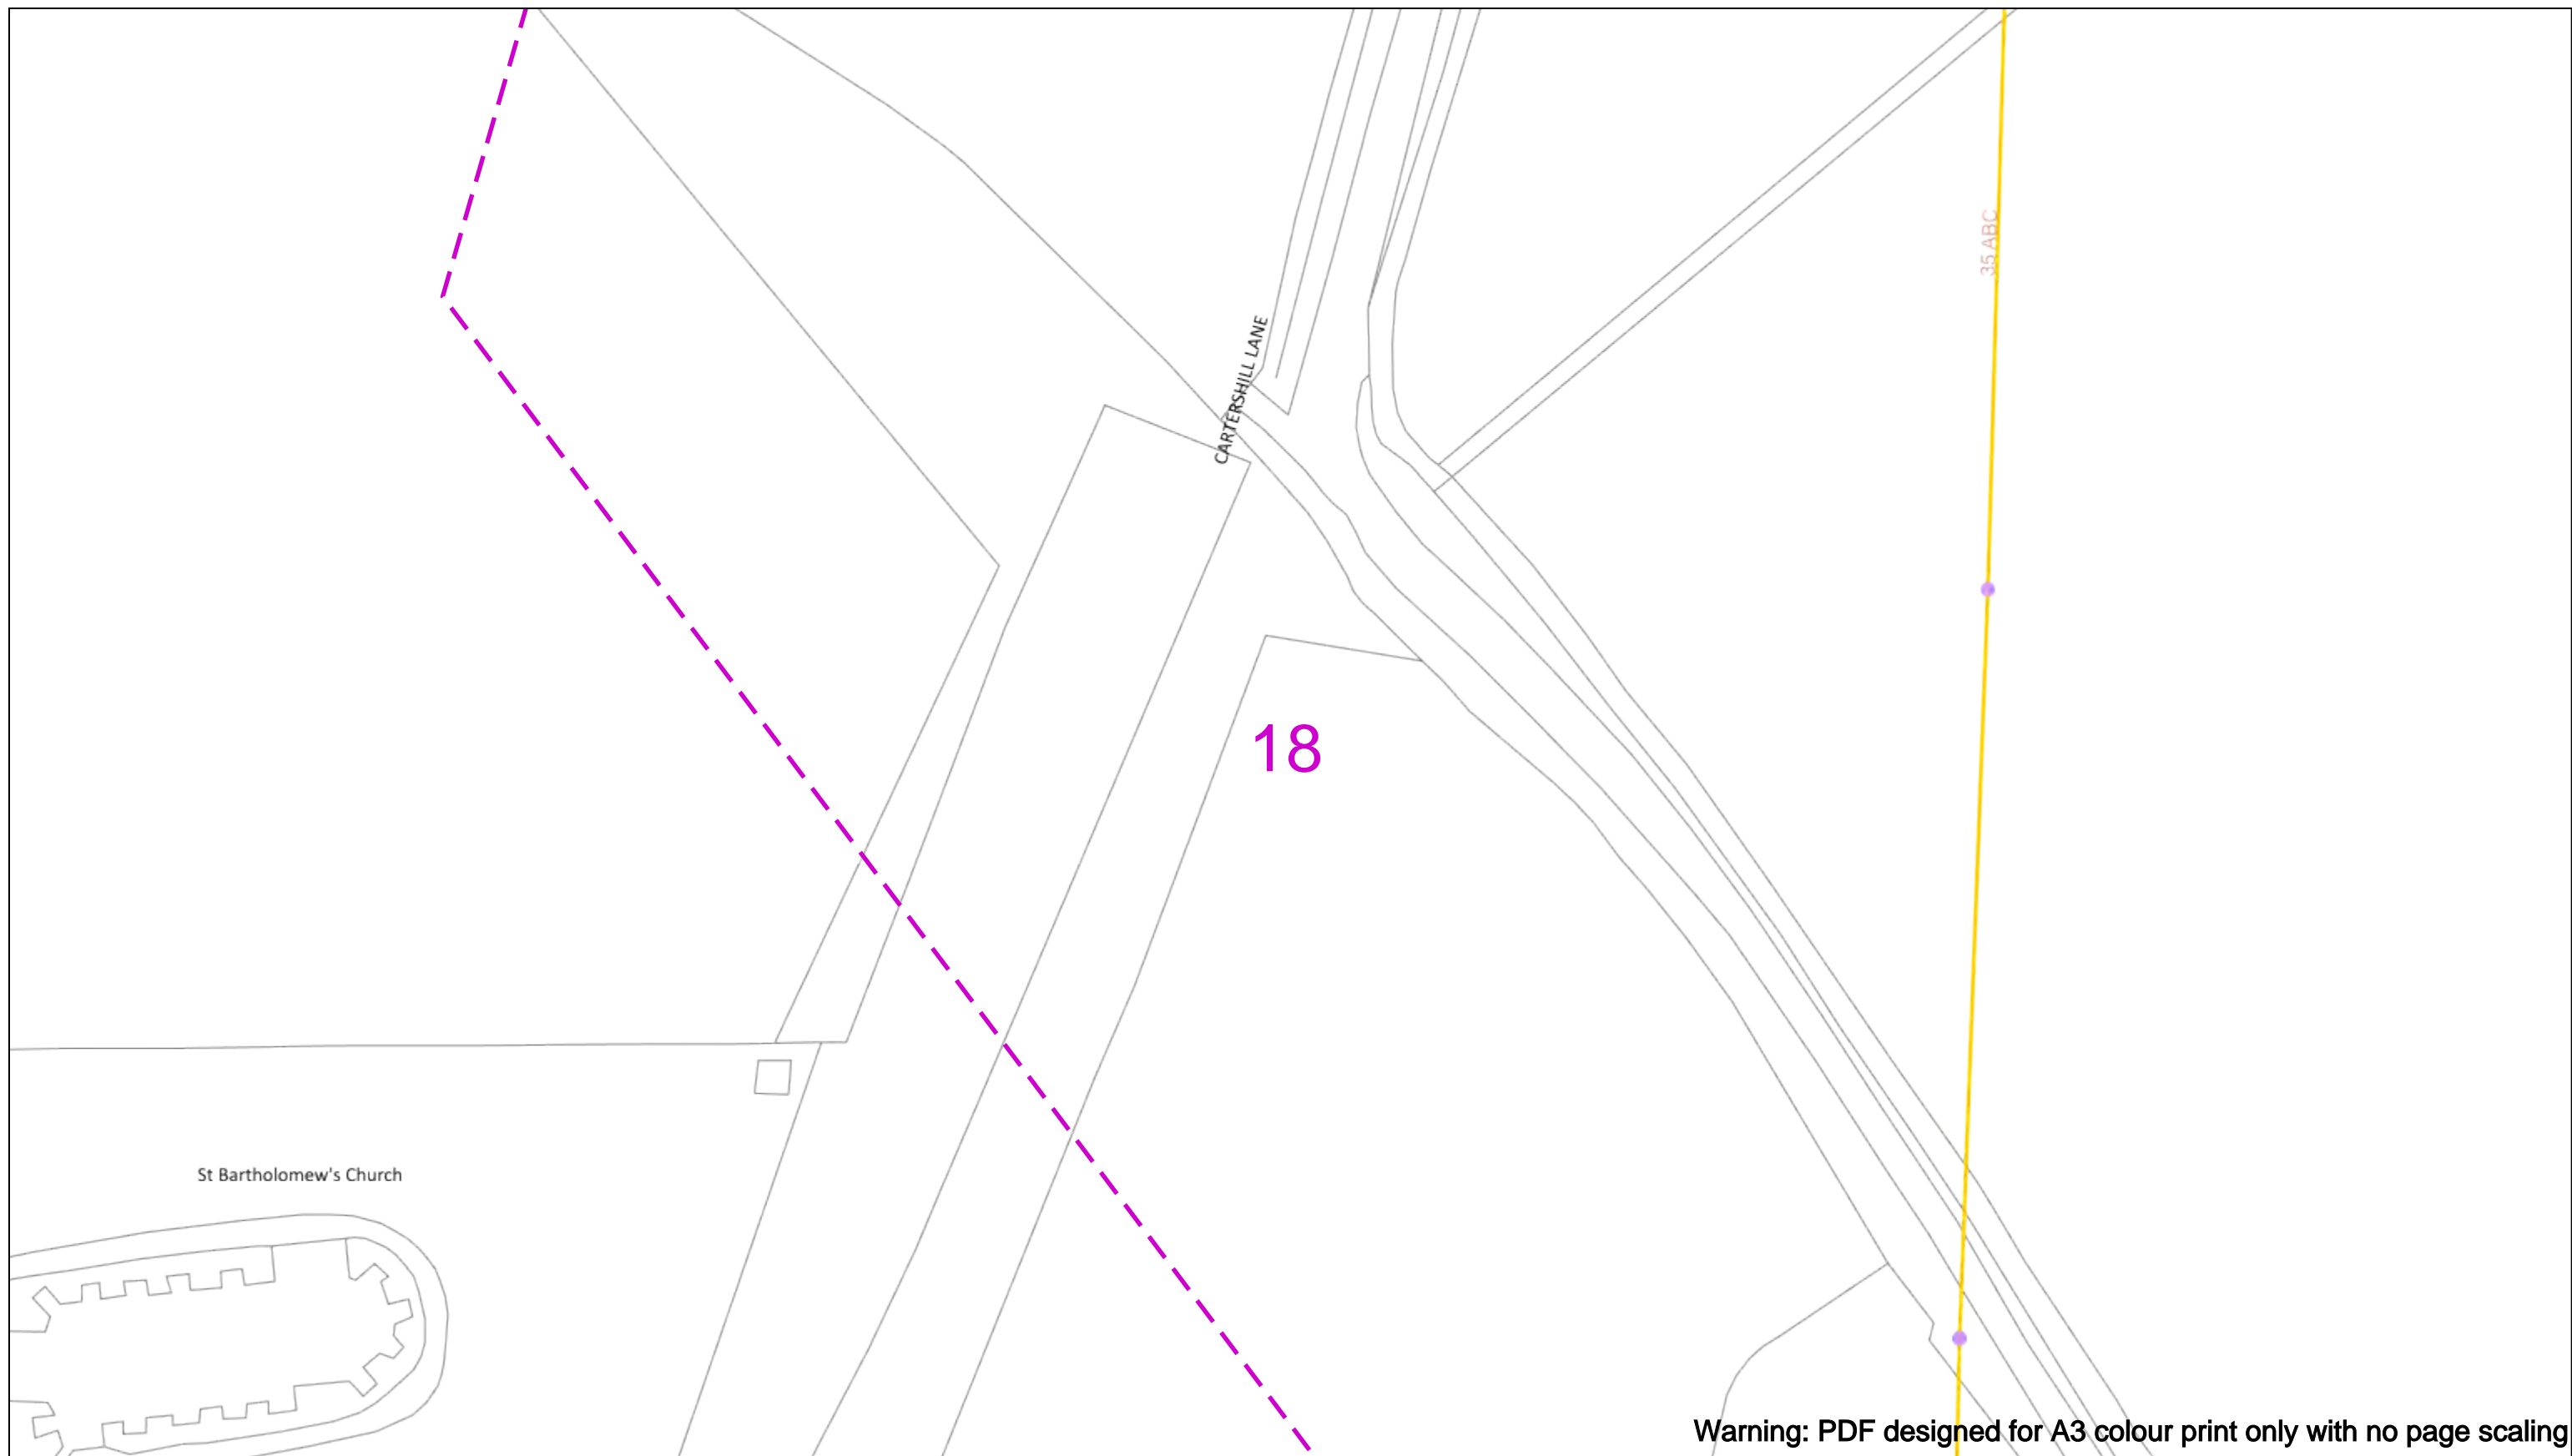 35 ABC
CARTERSHILL LANE
18
St Bartholomew's Church
Warning: PDF designed for A3 colour print only with no page scaling